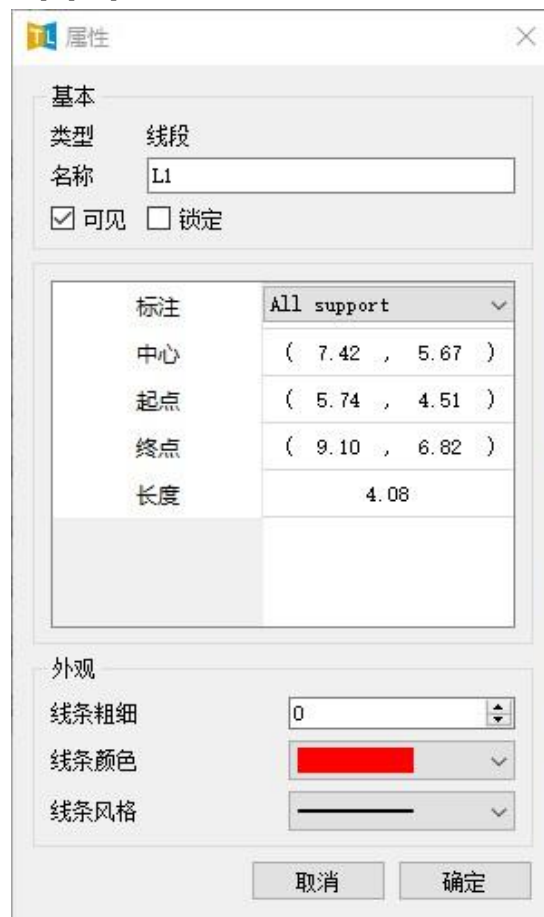 TL 属性
基本
类型 线段
名称 L1
可见 锁定
标注 All support
中心 ( 7.42 , 5.67 )
起点 ( 5.74 , 4.51 )
终点 ( 9.10 , 6.82 )
长度 4.08
外观
线条粗细 0
线条颜色
线条风格
取消 确定